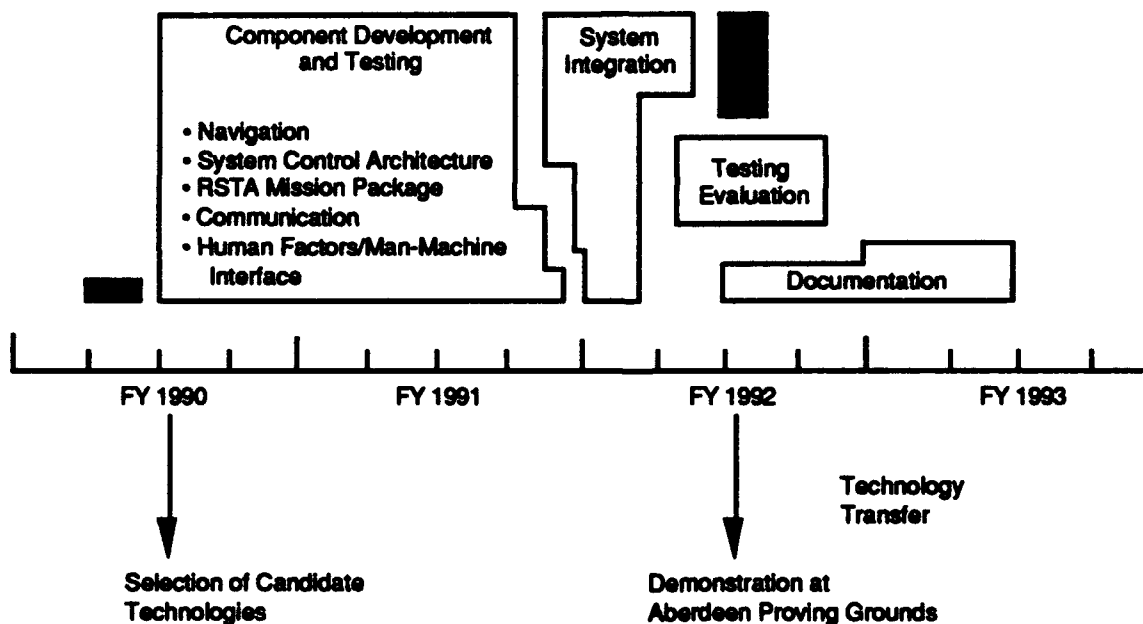 Component Development
and Testing
• Navigation
• System Control Architecture
• RSTA Mission Package
• Communication
• Human Factors/Man-Machine
Interface
System
Integration
Testing
Evaluation
Documentation
FY 1990
FY 1991
FY 1992
FY 1993
Technology
Transfer
Selection of Candidate
Technologies
Demonstration at
Aberdeen Proving Grounds